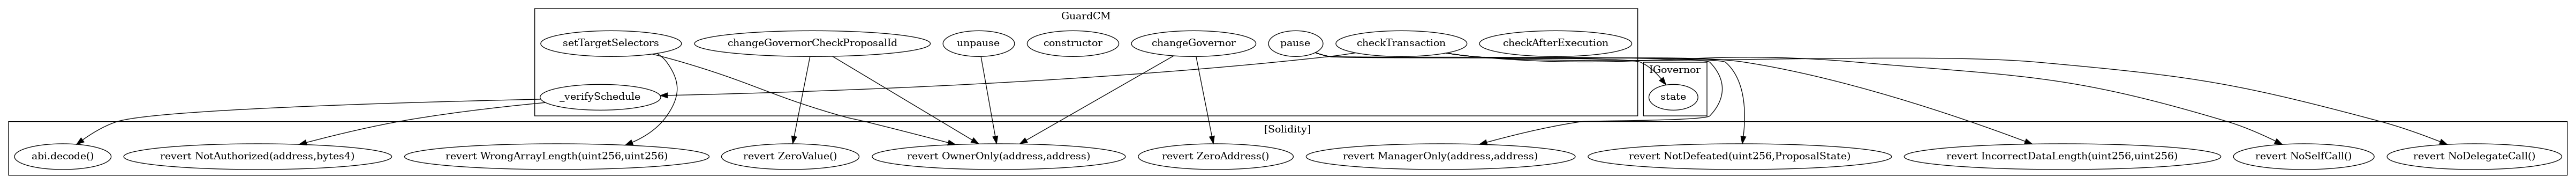 GuardCM
setTargetSelectors
changeGovernorCheckProposalId
unpause
constructor
changeGovernor
pause
checkTransaction
checkAfterExecution
_verifySchedule
IGovernor
state
[Solidity]
abi.decode()
revert NotAuthorized(address,bytes4)
revert WrongArrayLength(uint256,uint256)
revert ZeroValue()
revert OwnerOnly(address,address)
revert ZeroAddress()
revert ManagerOnly(address,address)
revert NotDefeated(uint256,ProposalState)
revert IncorrectDataLength(uint256,uint256)
revert NoSelfCall()
revert NoDelegateCall()